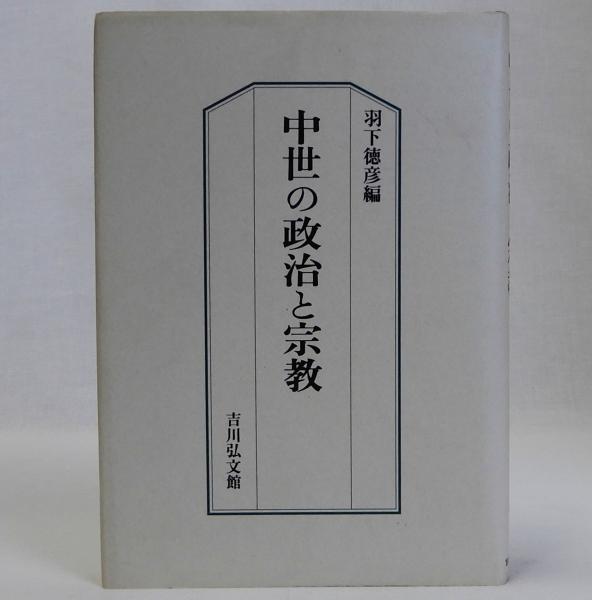 羽下徳彦編
中世の政治と宗教
吉川弘文館